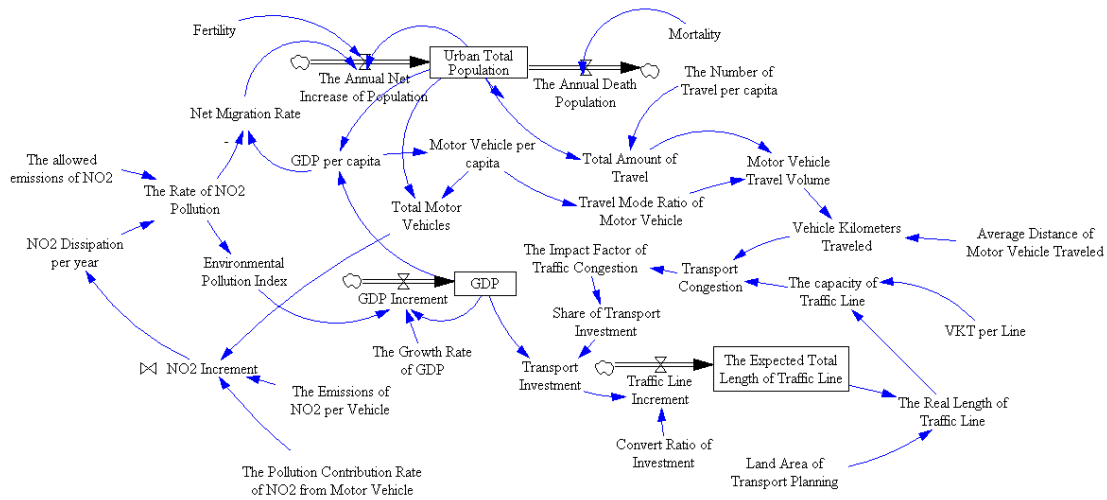 Fertility
Mortality
Urban Total
Population
The Annual Net
Increase of Population
The Annual Death
Population
The Number of
Travel per capita
Net Migration Rate
-
GDP per capita
Motor Vehicle per
capita
Total Amount of
Travel
Motor Vehicle
Travel Volume
The allowed
emissions of NO2
The Rate of NO2
Pollution
Total Motor
Vehicles
Travel Mode Ratio of
Motor Vehicle
Vehicle Kilometers
Traveled
Average Distance of
Motor Vehicle Traveled
NO2 Dissipation
per year
Environmental
Pollution Index
The Impact Factor of
Traffic Congestion
Transport
Congestion
The capacity of
Traffic Line
GDP
GDP Increment
Share of Transport
Investment
VKT per Line
The Growth Rate
of GDP
NO2 Increment
Transport
Investment
Traffic Line
Increment
The Expected Total
Length of Traffic Line
The Emissions
of NO2 per Vehicle
The Real Length of
Traffic Line
Convert Ratio of
Investment
Land Area of
Transport Planning
The Pollution Contribution Rate
of NO2 from Motor Vehicle